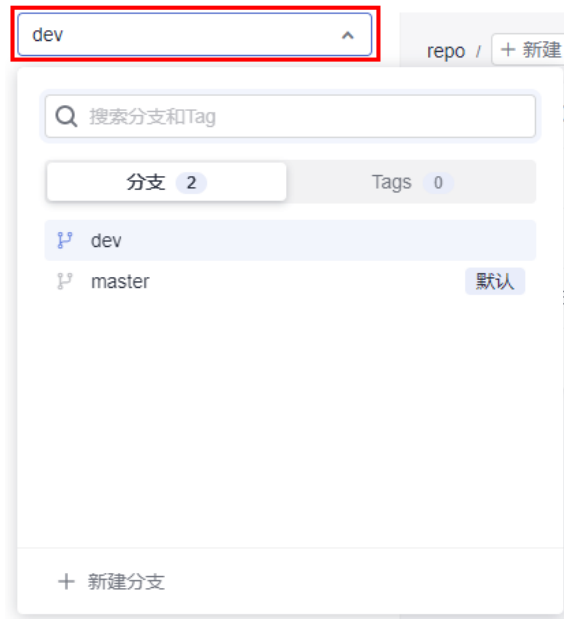 dev
repo / + 新建
搜索分支和Tag
分支 2
Tags 0
dev
master 默认
+ 新建分支